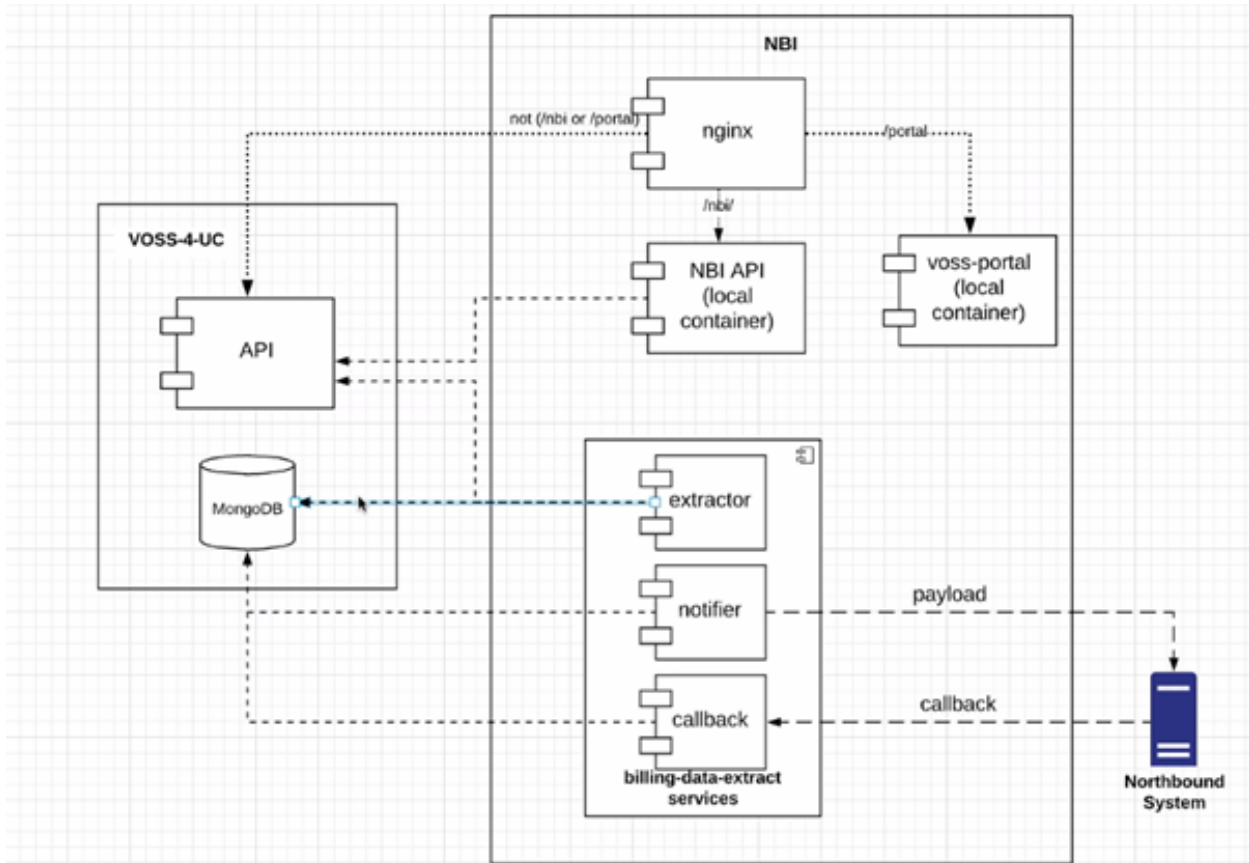 NBI
nginx
not (/nbi or /portal)
/portal
/nbi/
VOSS-4-UC
NBI API
(local
container)
voss-portal
(local
container)
API
MongoDB
extractor
notifier
payload
callback
callback
billing-data-extract
services
Northbound
System